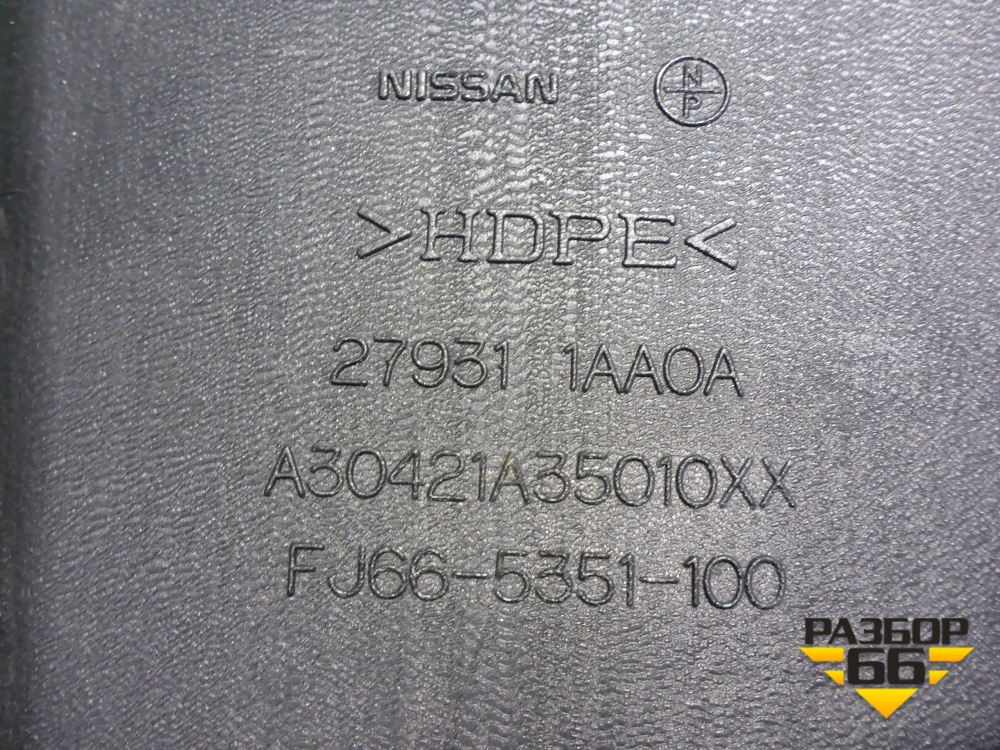 NISSAN
N
P
>HDPE<
27931 1AA0A
A30421A35010XX
FJ66-5351-100
РАЗБОР
66